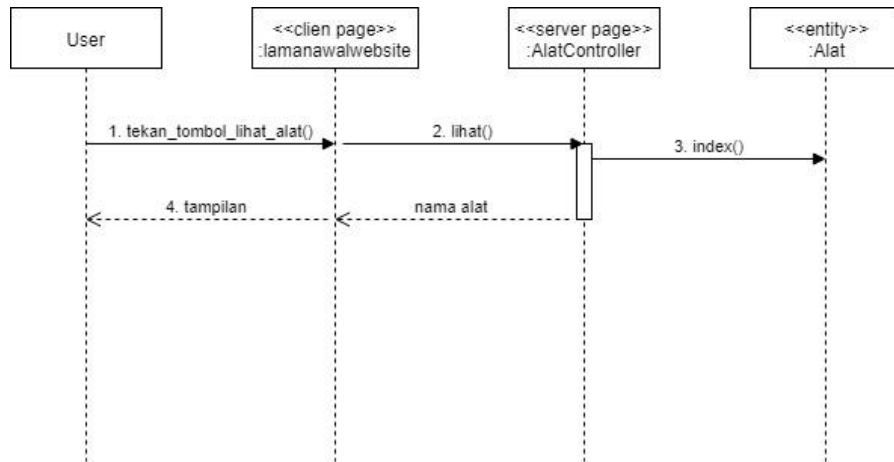 User
<<clien page>>
:lamanawalwebsite
<<server page>>
:AlatController
<<entity>>
:Alat
1. tekan_tombol_lihat_alat()
2. lihat()
3. index()
4. tampilan
nama alat